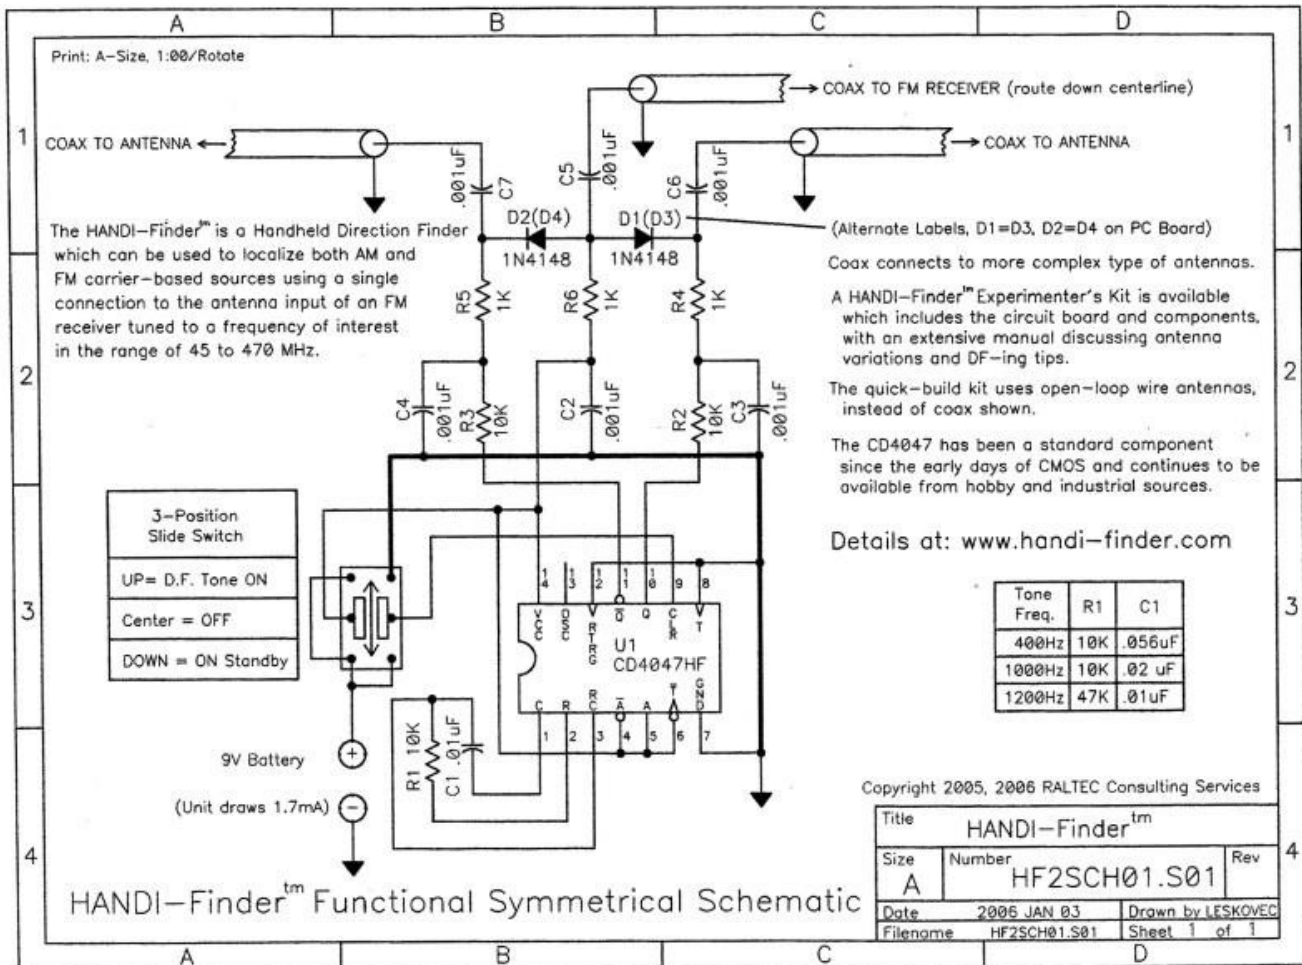 A B C D
Print: A-Size, 1:00/Rotate
COAX TO FM RECEIVER (route down centerline)
1
COAX TO ANTENNA
COAX TO ANTENNA
1
.001uF
C7
C5
.001uF
C6
.001uF
D2(D4)
1N4148
D1(D3)
1N4148
The HANDI-Finder™ is a Handheld Direction Finder
which can be used to localize both AM and
FM carrier-based sources using a single
connection to the antenna input of an FM
receiver tuned to a frequency of interest
in the range of 45 to 470 MHz.
(Alternate Labels, D1=D3, D2=D4 on PC Board)
Coax connects to more complex type of antennas.
A HANDI-Finder™ Experimenter's Kit is available
which includes the circuit board and components,
with an extensive manual discussing antenna
variations and DF-ing tips.
The quick-build kit uses open-loop wire antennas,
instead of coax shown.
The CD4047 has been a standard component
since the early days of CMOS and continues to be
available from hobby and industrial sources.
R5
1K
R6
1K
R4
1K
2
2
C4
.001uF
R3
10K
C2
.001uF
R2
10K
C3
.001uF
Details at: www.handi-finder.com
3-Position
Slide Switch
UP= D.F. Tone ON
Center = OFF
DOWN = ON Standby
3
3
14 13 12 11 10 9 8
VCC OSC RTRG Q Q CLR T
U1
CD4047HF
C R RC A A T GND
1 2 3 4 5 6 7
Tone Freq. R1 C1
400Hz 10K .056uF
1000Hz 10K .02 uF
1200Hz 47K .01uF
R1 10K
C1 .01uF
9V Battery
+
(Unit draws 1.7mA)
-
4
4
Copyright 2005, 2006 RALTEC Consulting Services
Title HANDI-Finder™
Size A Number HF2SCH01.S01 Rev
Date 2006 JAN 03 Drawn by LESKOVEC
Filename HF2SCH01.S01 Sheet 1 of 1
HANDI-Finder™ Functional Symmetrical Schematic
A B C D